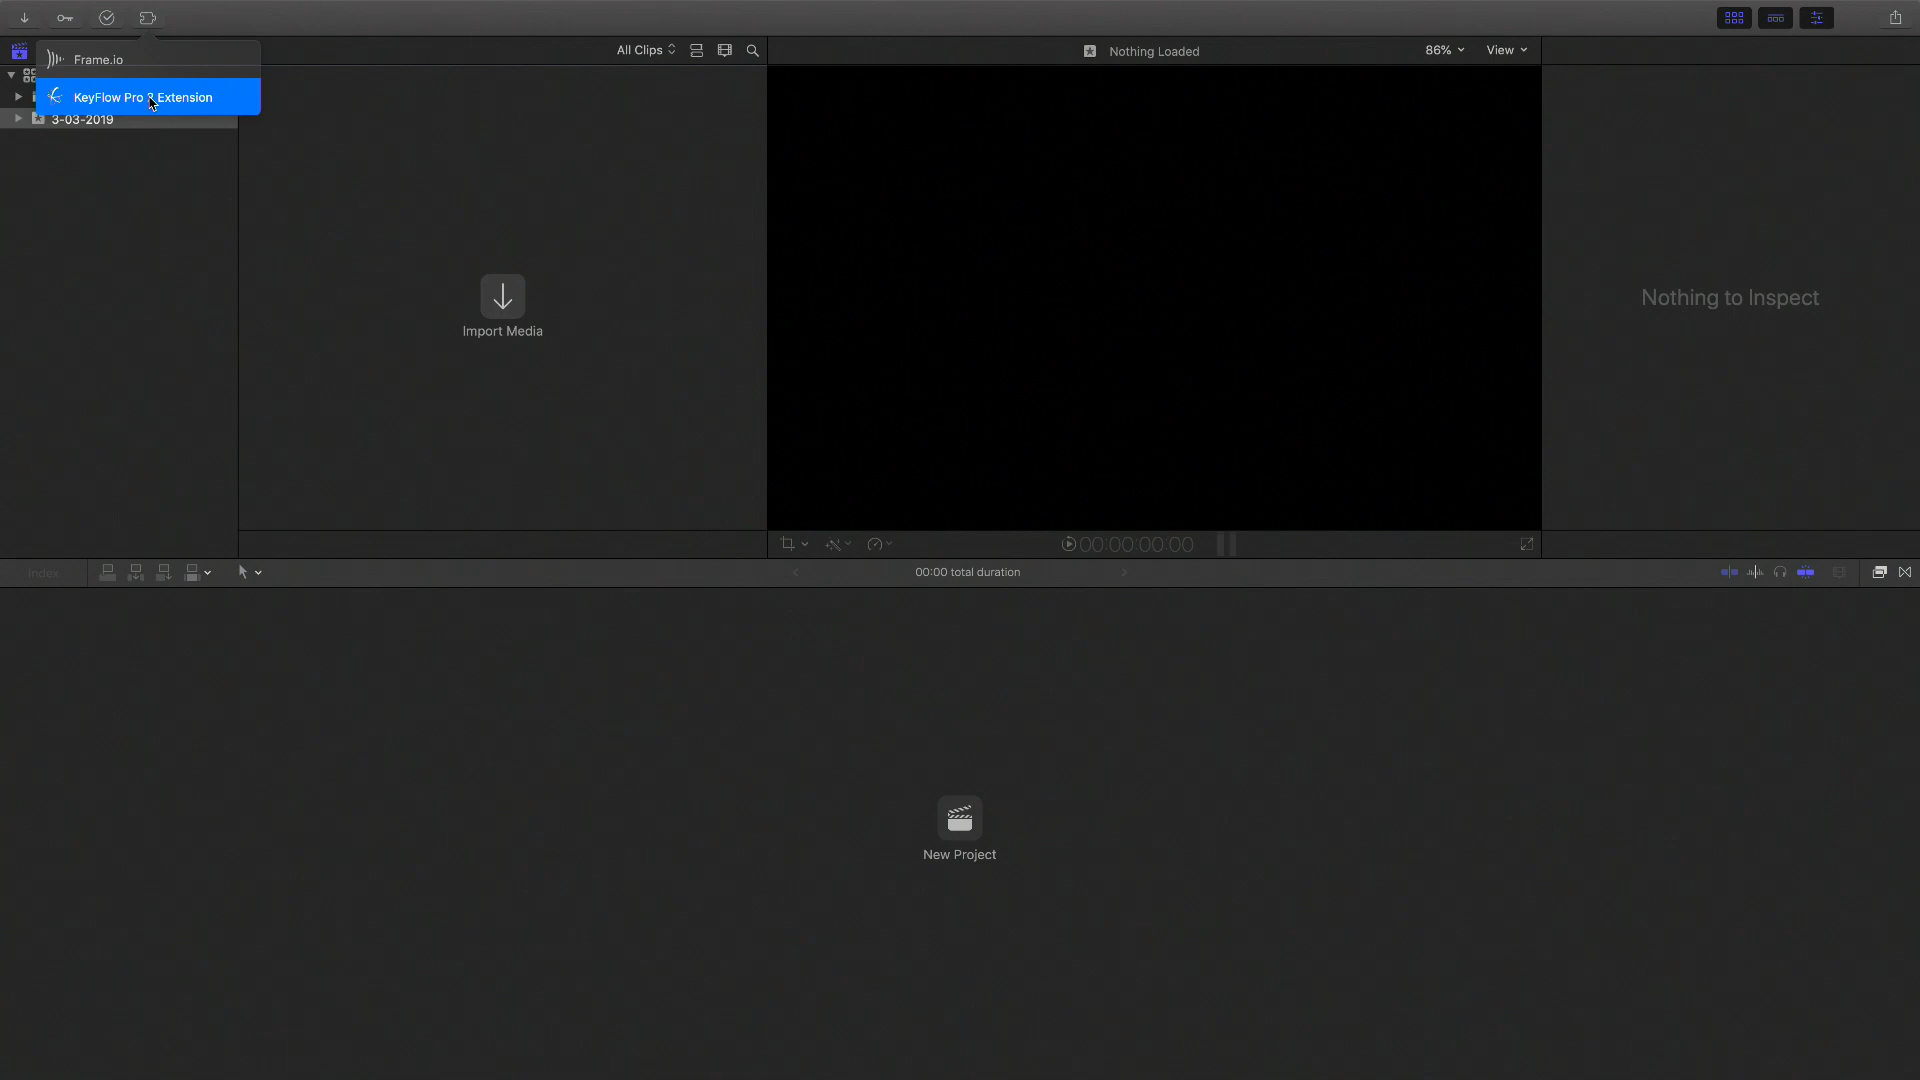 Frame.io
All Clips
Nothing Loaded
86%
View
KeyFlow Pro 2 Extension
3-03-2019
Import Media
Nothing to Inspect
00:00:00:00
Index
00:00 total duration
New Project